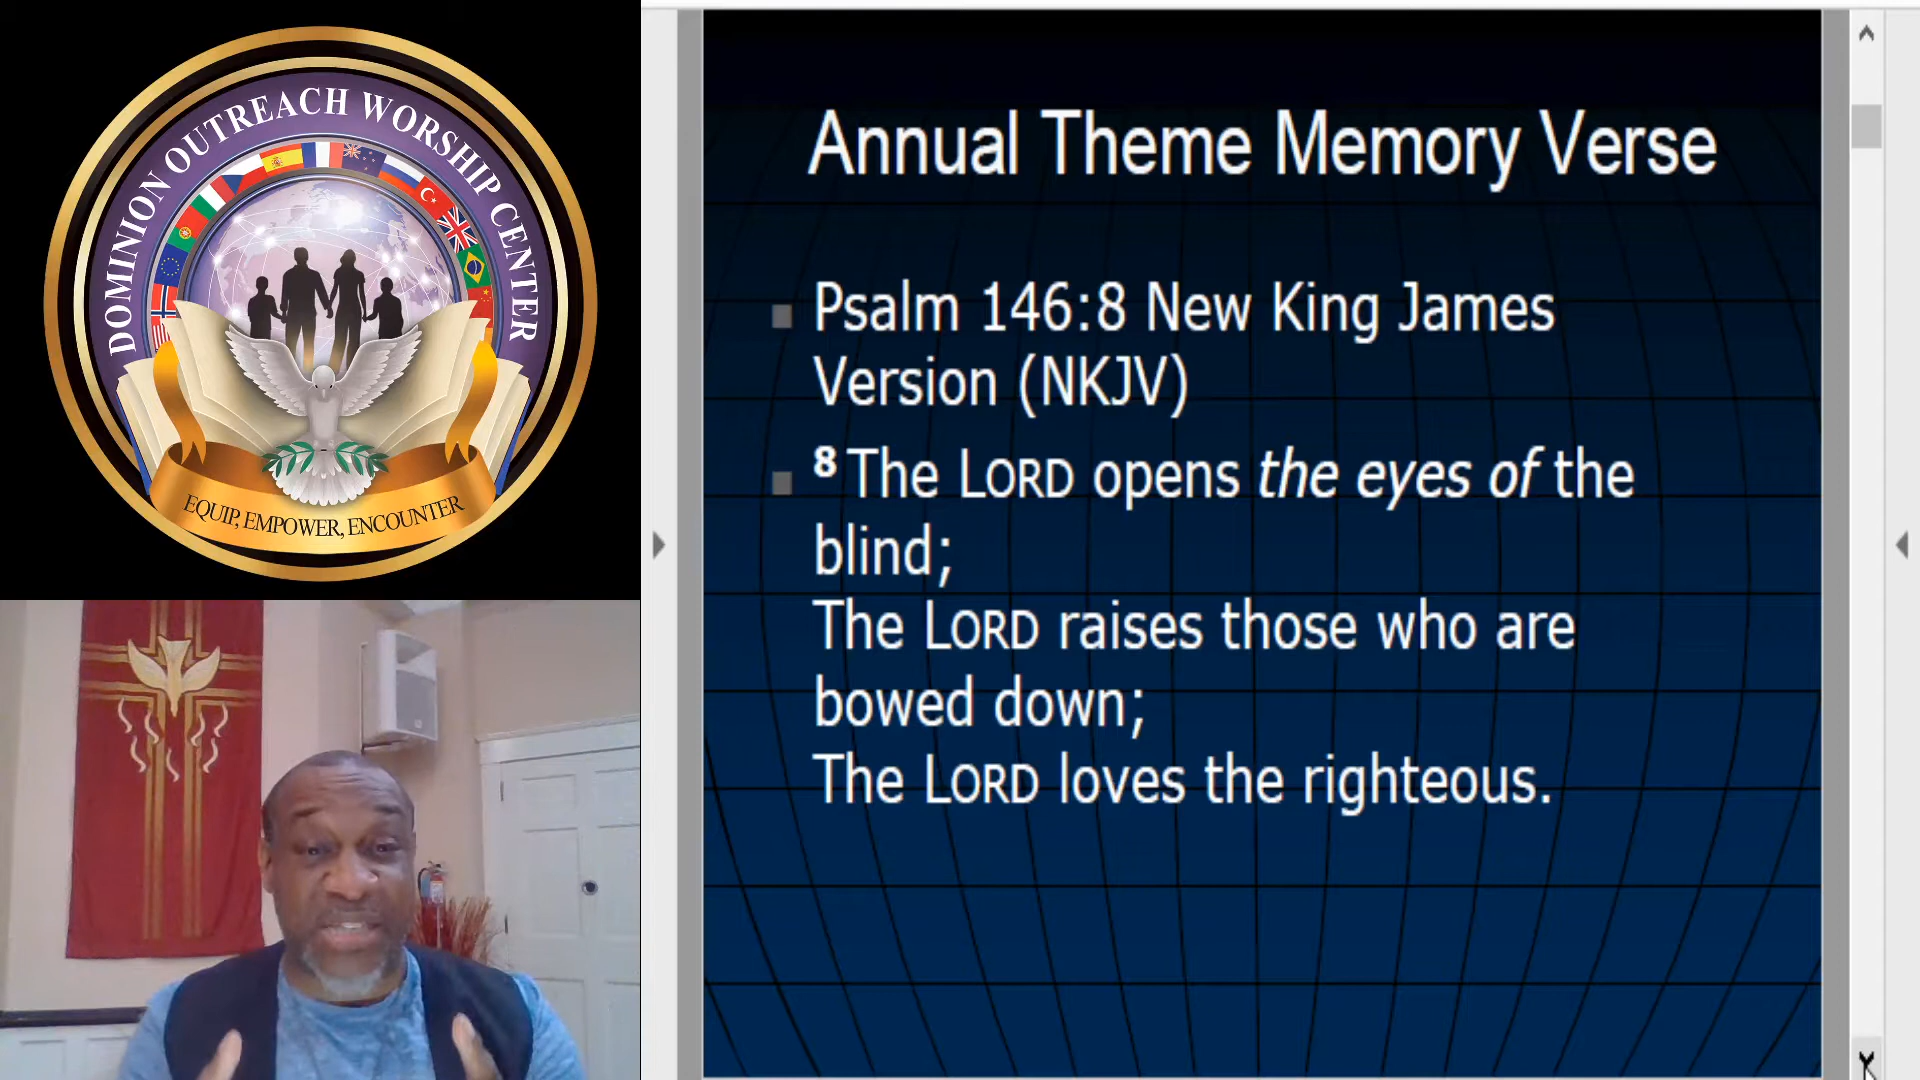 DOMINION OUTREACH WORSHIP CENTER
EQUIP, EMPOWER, ENCOUNTER
Annual Theme Memory Verse
Psalm 146:8 New King James
Version (NKJV)
8 The LORD opens the eyes of the
blind;
The LORD raises those who are
bowed down;
The LORD loves the righteous.